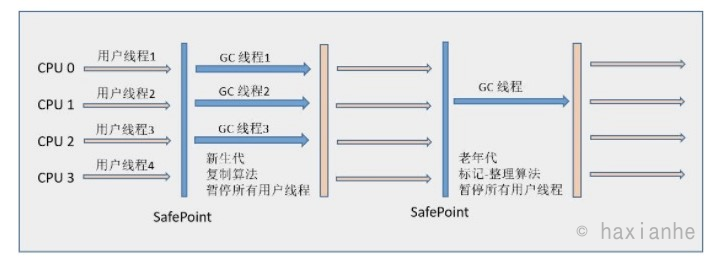 CPU 0
用户线程1
GC 线程1
CPU 1
用户线程2
GC 线程2
GC 线程
CPU 2
用户线程3
GC 线程3
CPU 3
用户线程4
新生代
复制算法
暂停所有用户线程
老年代
标记-整理算法
暂停所有用户线程
SafePoint
SafePoint
© haxianhe